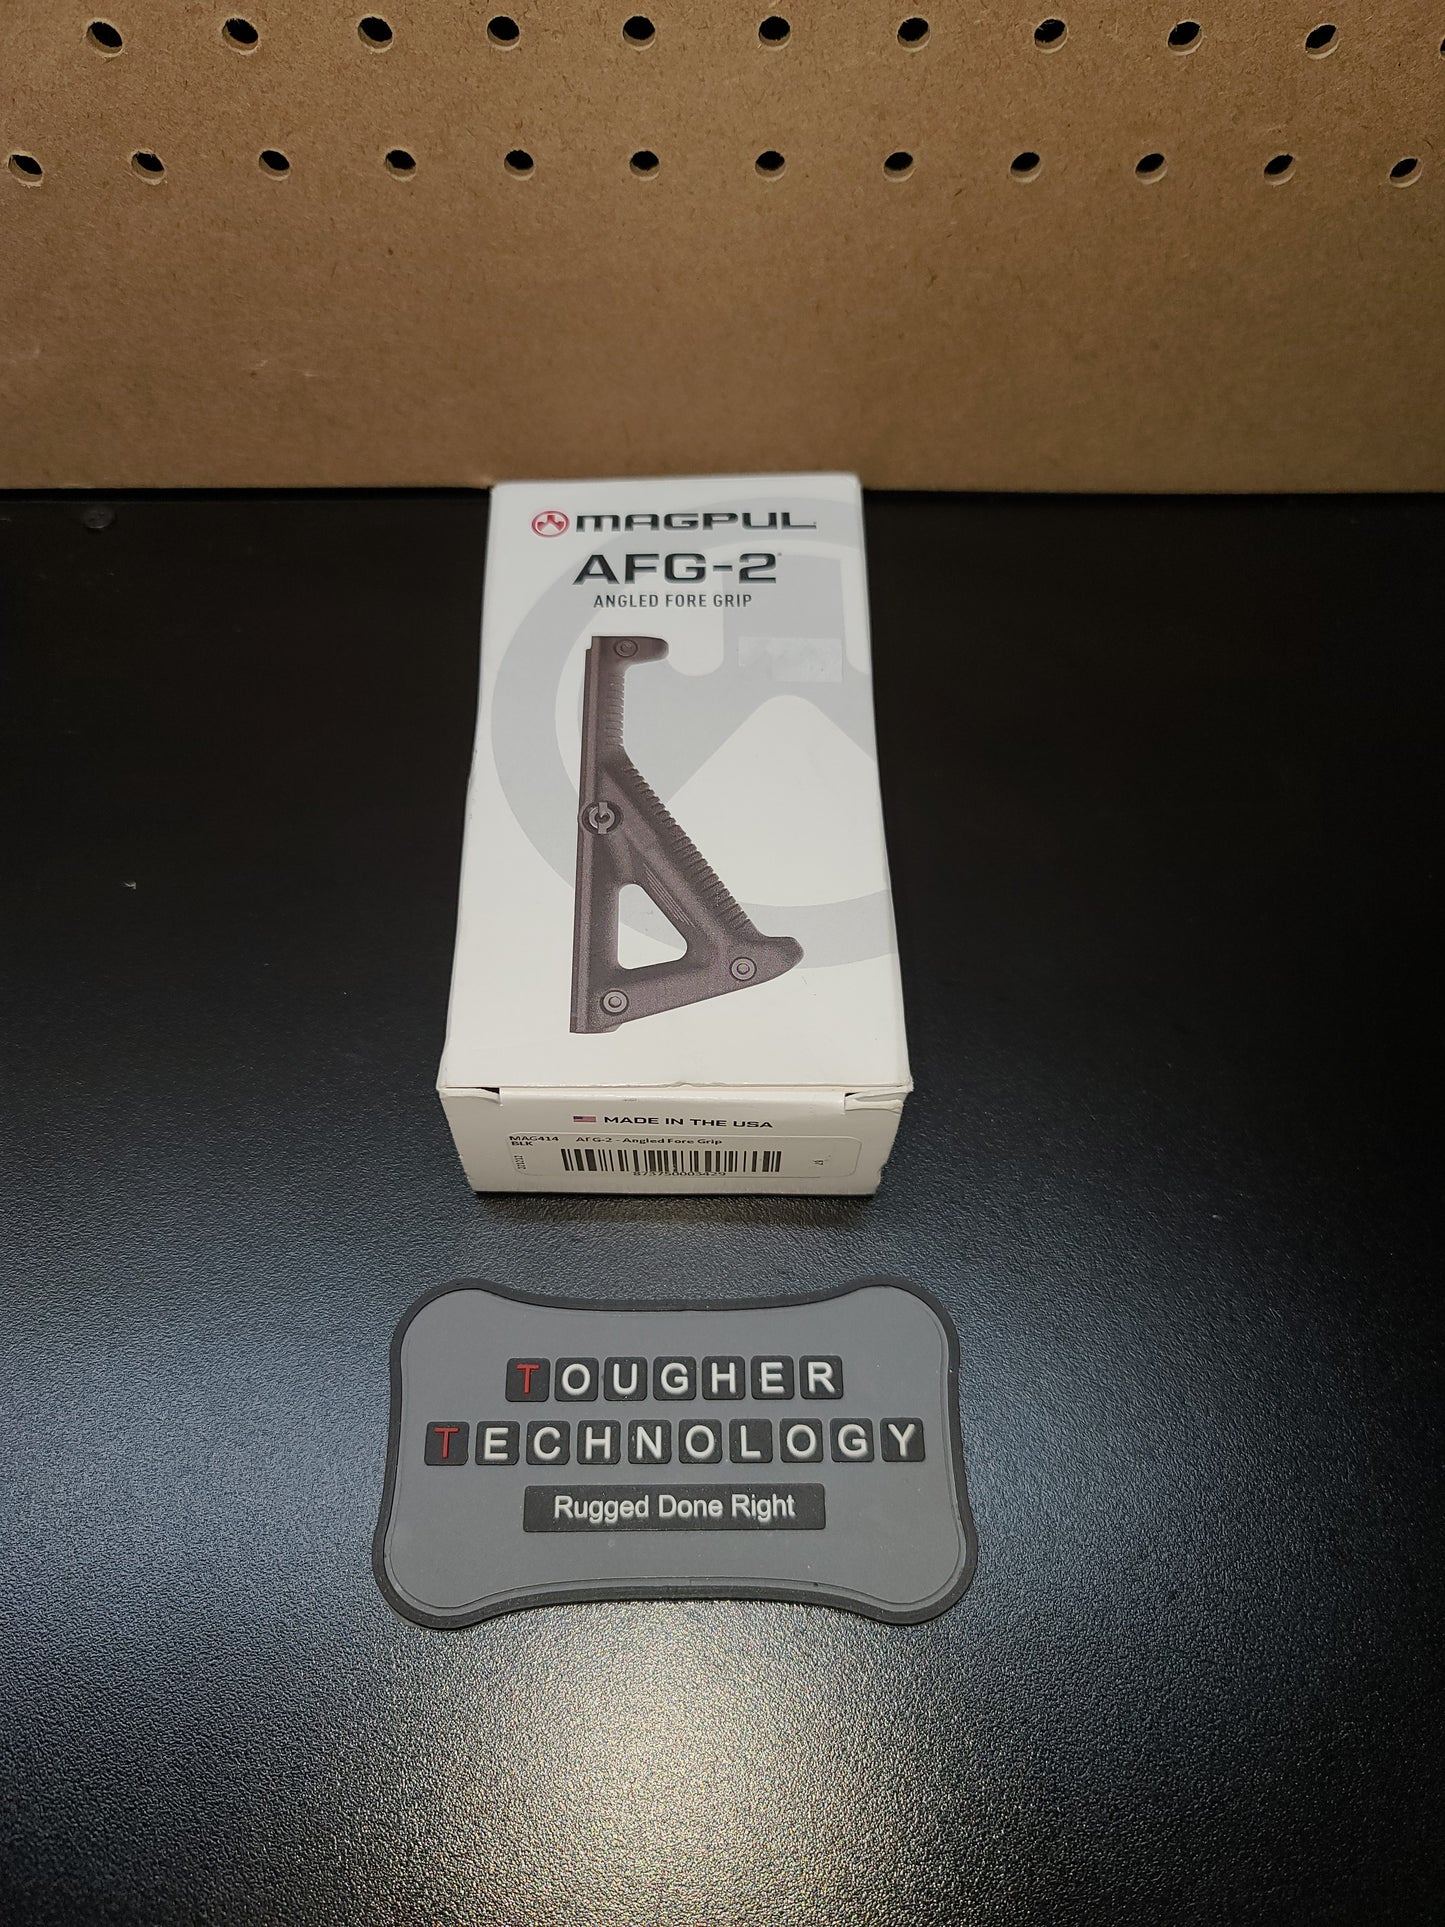 MAGPUL
AFG-2
ANGLED FORE GRIP
MADE IN THE USA
MAG414 AFG-2 - Angled Fore Grip
BLK
873750003429
TOUGHER
TECHNOLOGY
Rugged Done Right